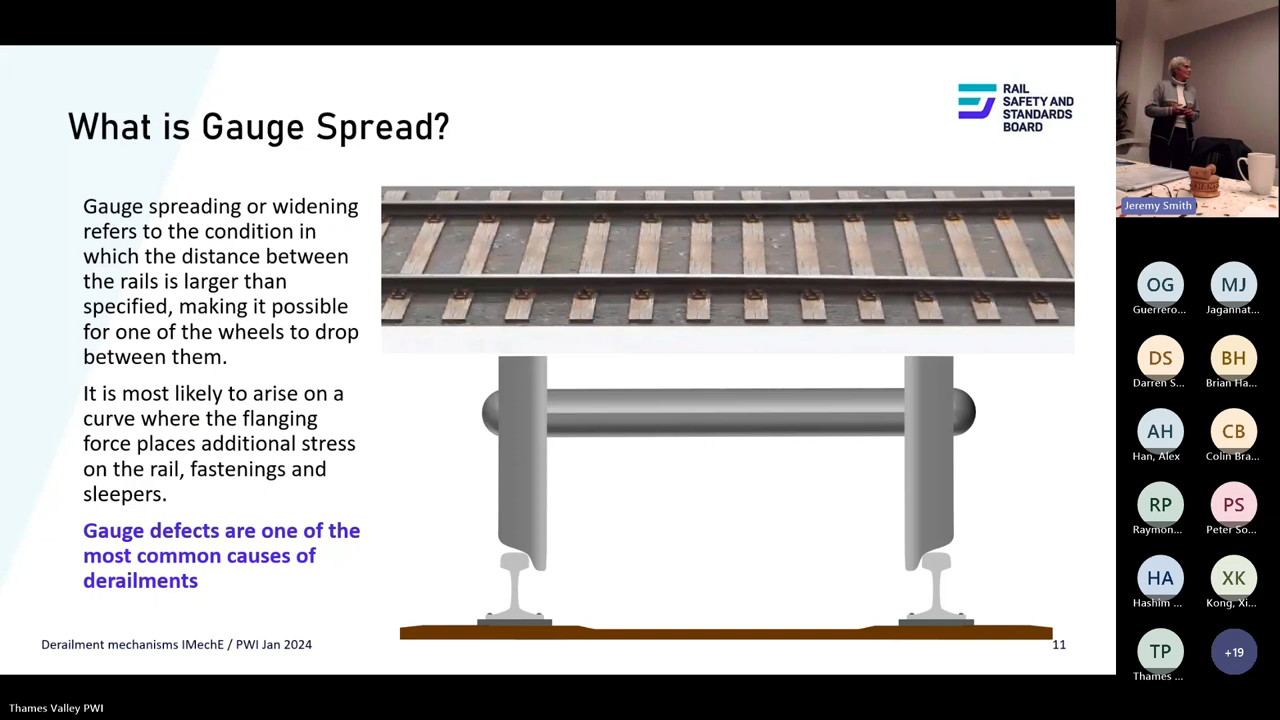 What is Gauge Spread?
RAIL
SAFETY AND
STANDARDS
BOARD
Gauge spreading or widening
refers to the condition in
which the distance between
the rails is larger than
specified, making it possible
for one of the wheels to drop
between them.
It is most likely to arise on a
curve where the flanging
force places additional stress
on the rail, fastenings and
sleepers.
Gauge defects are one of the
most common causes of
derailments
Derailment mechanisms IMechE / PWI Jan 2024
11
Jeremy Smith
OG
Guerrero...
MJ
Jagannat...
DS
Darren S...
BH
Brian Ha...
AH
Han, Alex
CB
Colin Bra...
RP
Raymon...
PS
Peter So...
HA
Hashim ...
XK
Kong, Xi...
TP
Thames ...
+19
Thames Valley PWI